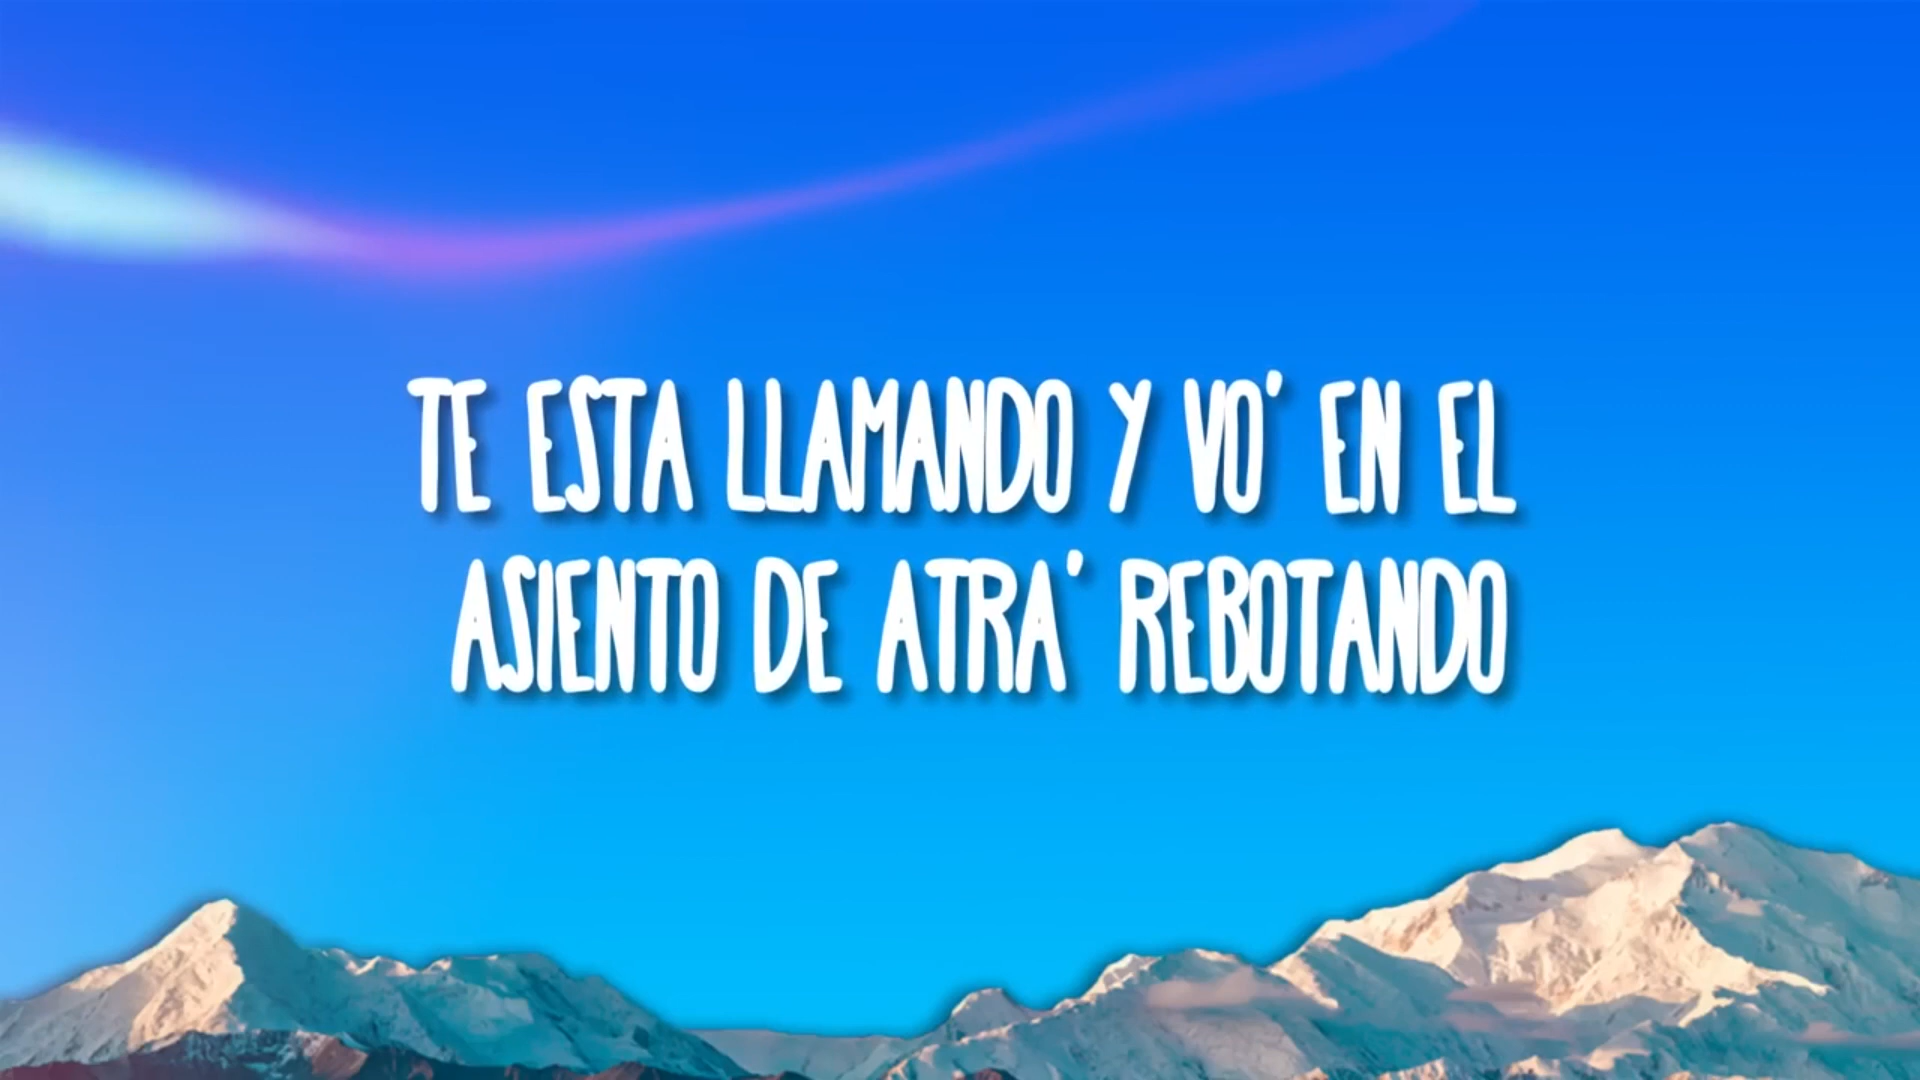 TE ESTA LLAMANDO Y VO' EN EL
ASIENTO DE ATRA' REBOTANDO